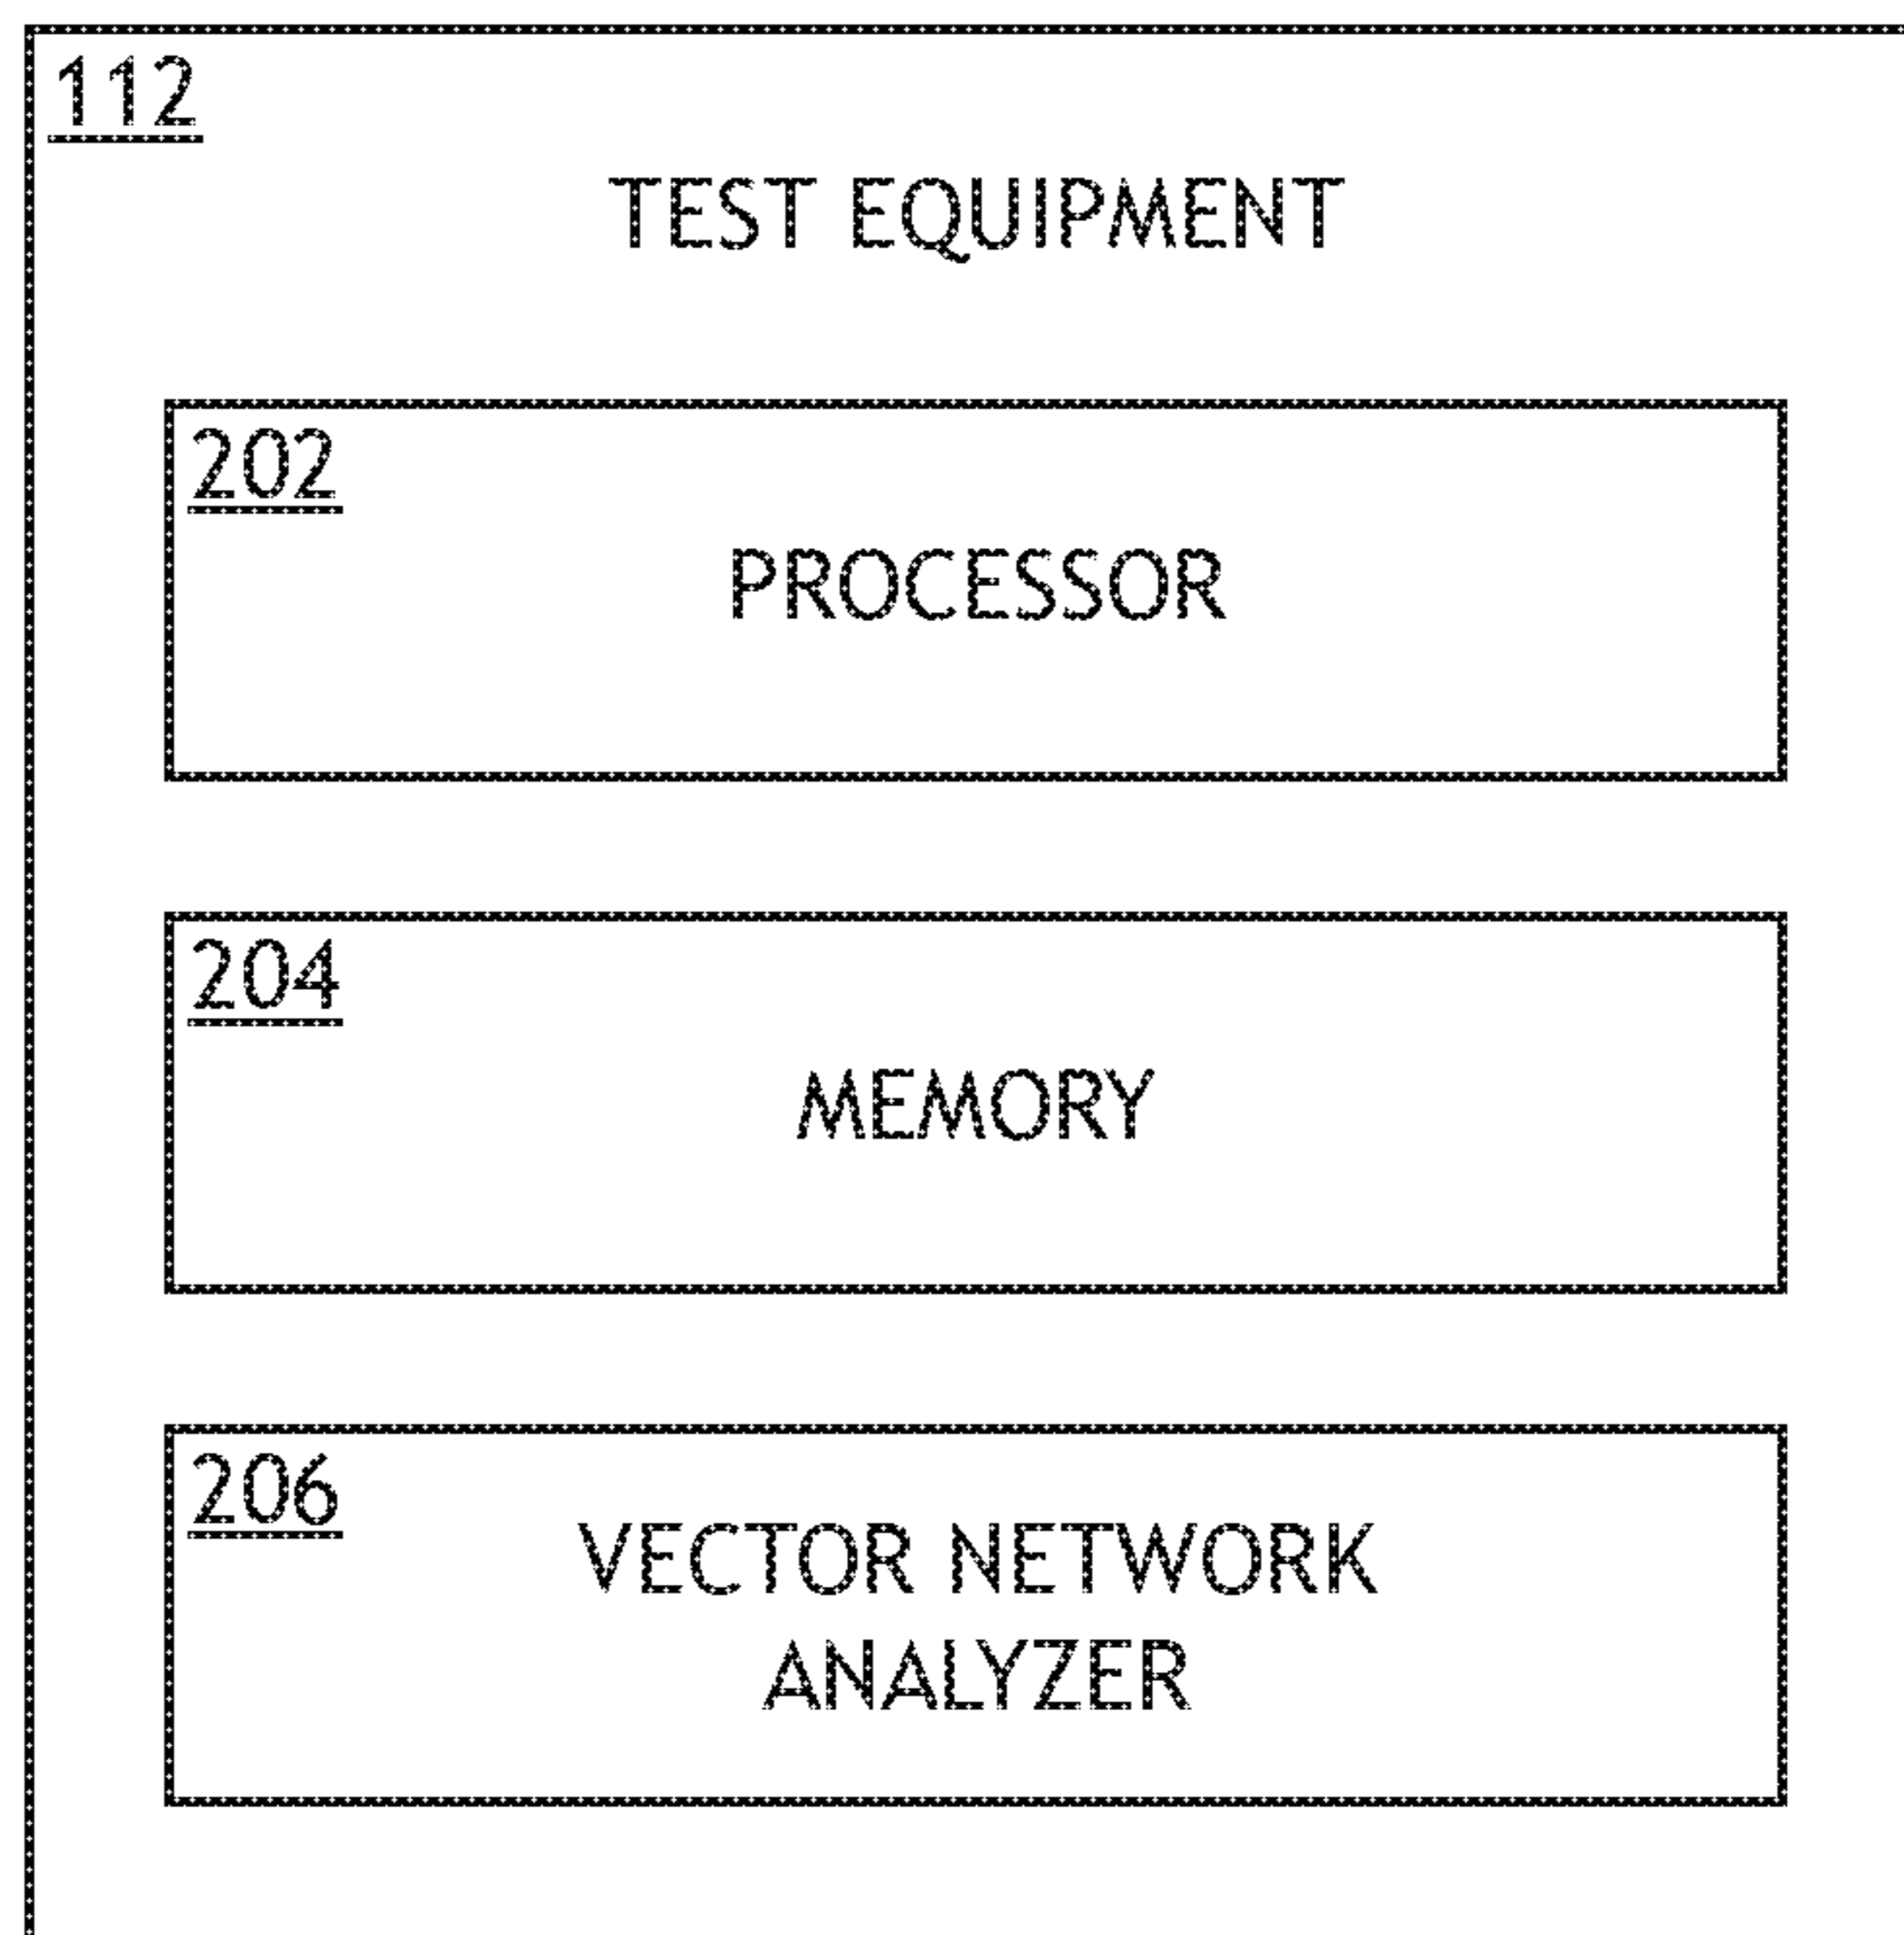 112
TEST EQUIPMENT
202
PROCESSOR
204
MEMORY
206
VECTOR NETWORK
ANALYZER